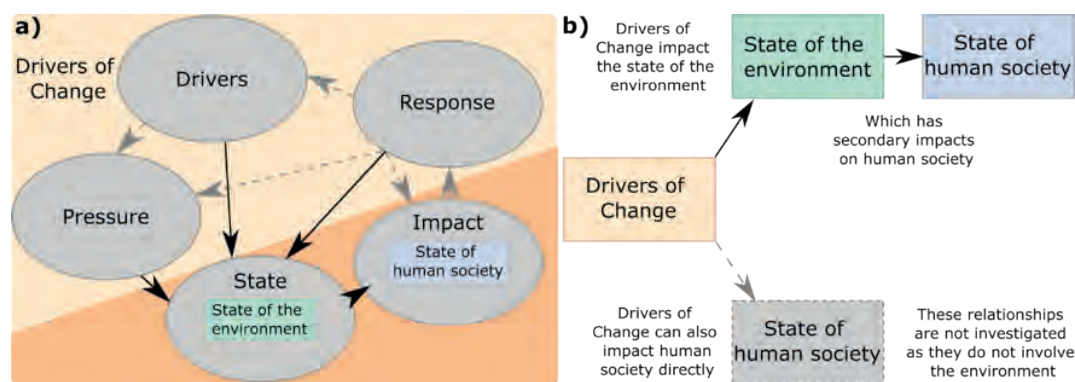 a)
Drivers of
Change
Drivers
Response
Pressure
Impact
State of
human society
State
State of the
environment
b)
Drivers of
Change impact
the state of the
environment
State of the
environment
State of
human society
Which has
secondary impacts
on human society
Drivers of
Change
Drivers of
Change can also
impact human
society directly
State of
human society
These relationships
are not investigated
as they do not involve
the environment